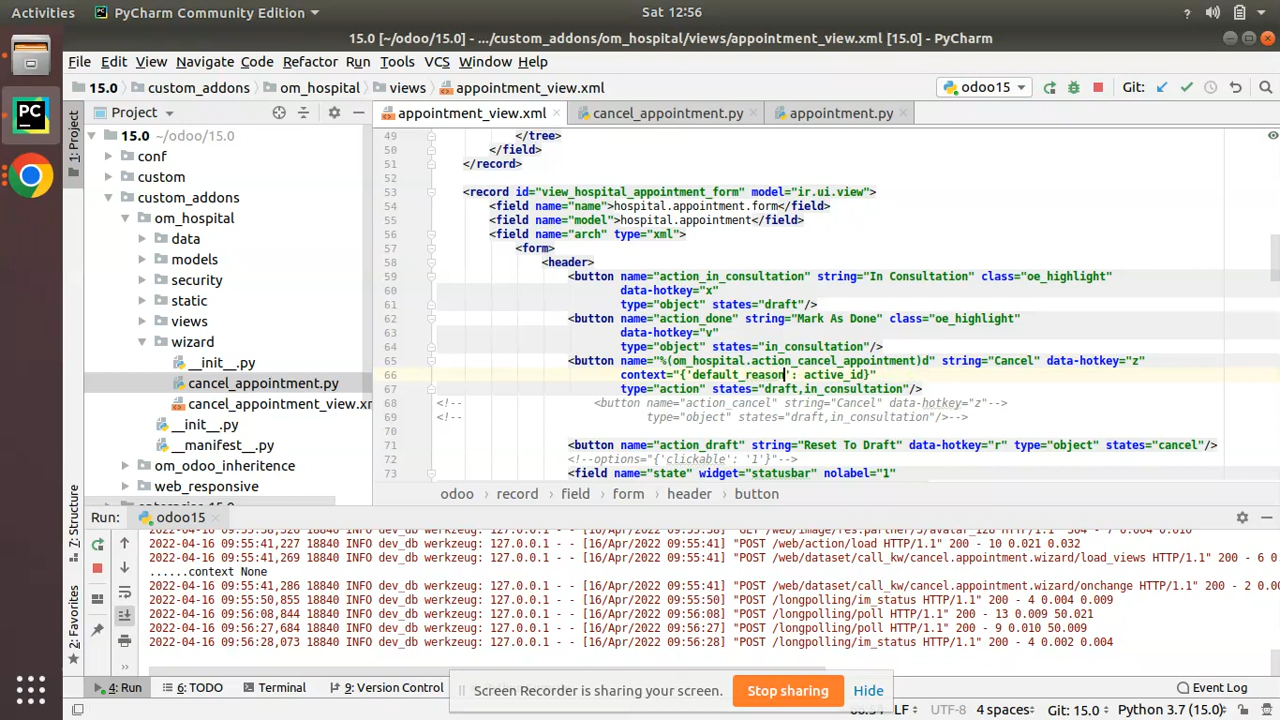 Activities PyCharm Community Edition Sat 12:56 ?
15.0 [~/odoo/15.0] - .../custom_addons/om_hospital/views/appointment_view.xml [15.0] - PyCharm
File Edit View Navigate Code Refactor Run Tools VCS Window Help
15.0 custom_addons om_hospital views appointment_view.xml odoo15 Git:
Project
appointment_view.xml cancel_appointment.py appointment.py
1: Project
15.0 ~/odoo/15.0
conf
custom
custom_addons
om_hospital
data
models
security
static
views
wizard
__init__.py
cancel_appointment.py
cancel_appointment_view.xm
__init__.py
__manifest__.py
om_odoo_inheritence
web_responsive
49 </tree>
50 </field>
51 </record>
52
53 <record id="view_hospital_appointment_form" model="ir.ui.view">
54 <field name="name">hospital.appointment.form</field>
55 <field name="model">hospital.appointment</field>
56 <field name="arch" type="xml">
57 <form>
58 <header>
59 <button name="action_in_consultation" string="In Consultation" class="oe_highlight"
60 data-hotkey="x"
61 type="object" states="draft"/>
62 <button name="action_done" string="Mark As Done" class="oe_highlight"
63 data-hotkey="v"
64 type="object" states="in_consultation"/>
65 <button name="%(om_hospital.action_cancel_appointment)d" string="Cancel" data-hotkey="z"
66 context="{'default_reason': active_id}"
67 type="action" states="draft,in_consultation"/>
68 <!-- <button name="action_cancel" string="Cancel" data-hotkey="z"-->
69 <!-- type="object" states="draft,in_consultation"/>-->
70
71 <button name="action_draft" string="Reset To Draft" data-hotkey="r" type="object" states="cancel"/>
72 <!--options="{'clickable': '1'}"-->
73 <field name="state" widget="statusbar" nolabel="1"
odoo record field form header button
Run: odoo15
2022-04-16 09:55:41,227 18840 INFO dev_db werkzeug: 127.0.0.1 - - [16/Apr/2022 09:55:41] "POST /web/action/load HTTP/1.1" 200 - 10 0.021 0.032
2022-04-16 09:55:41,269 18840 INFO dev_db werkzeug: 127.0.0.1 - - [16/Apr/2022 09:55:41] "POST /web/dataset/call_kw/cancel.appointment.wizard/load_views HTTP/1.1" 200 - 6 0
......context None
2022-04-16 09:55:41,286 18840 INFO dev_db werkzeug: 127.0.0.1 - - [16/Apr/2022 09:55:41] "POST /web/dataset/call_kw/cancel.appointment.wizard/onchange HTTP/1.1" 200 - 2 0.0
2022-04-16 09:55:50,855 18840 INFO dev_db werkzeug: 127.0.0.1 - - [16/Apr/2022 09:55:50] "POST /longpolling/im_status HTTP/1.1" 200 - 4 0.004 0.009
2022-04-16 09:56:08,844 18840 INFO dev_db werkzeug: 127.0.0.1 - - [16/Apr/2022 09:56:08] "POST /longpolling/poll HTTP/1.1" 200 - 13 0.009 50.021
2022-04-16 09:56:27,684 18840 INFO dev_db werkzeug: 127.0.0.1 - - [16/Apr/2022 09:56:27] "POST /longpolling/poll HTTP/1.1" 200 - 9 0.010 50.009
2022-04-16 09:56:28,073 18840 INFO dev_db werkzeug: 127.0.0.1 - - [16/Apr/2022 09:56:28] "POST /longpolling/im_status HTTP/1.1" 200 - 4 0.002 0.004
7: Structure
2: Favorites
4: Run 6: TODO Terminal 9: Version Control Event Log
Screen Recorder is sharing your screen. Stop sharing Hide
LF UTF-8 4 spaces Git: 15.0 Python 3.7 (15.0)